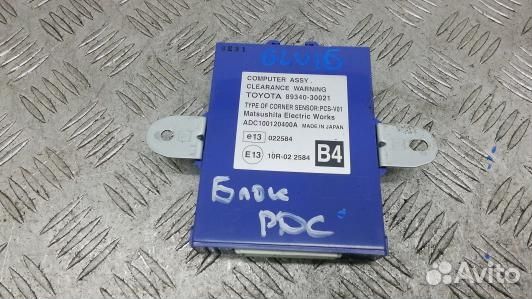 COMPUTER ASSY.
CLEARANCE WARNING
TOYOTA 89340-30021
TYPE OF CORNER SENSOR:PCS-V01
Matsushita Electric Works
ADC100120400A MADE IN JAPAN
e13 022584
E13 10R-02 2584
B4
Блок
PDC
Avito